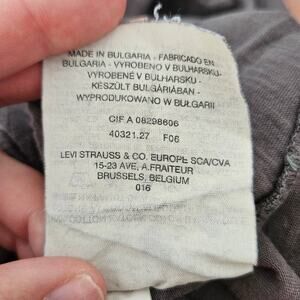 MADE IN BULGARIA - FABRICADO EN
BULGARIA - VYROBENO V BULHARSKU-
VYROBENÉ V BULHARSKU -
KÉSZÜLT BULGÁRIÁBAN -
WYPRODUKOWANO W BUŁGARII
CIF A 08298606
40321.27 F06
LEVI STRAUSS & CO. EUROPE SCA/CVA
15-23 AVE, A.FRAITEUR
BRUSSELS, BELGIUM
016